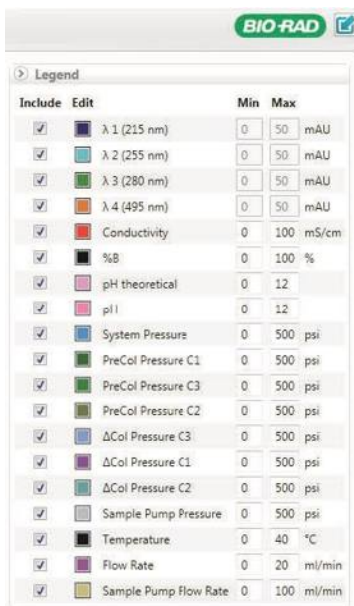 BIO-RAD
Legend
Include Edit Min Max
λ 1 (215 nm) 0 50 mAU
λ 2 (255 nm) 0 50 mAU
λ 3 (280 nm) 0 50 mAU
λ 4 (495 nm) 0 50 mAU
Conductivity 0 100 mS/cm
%B 0 100 %
pH theoretical 0 12
pH 0 12
System Pressure 0 500 psi
PreCol Pressure C1 0 500 psi
PreCol Pressure C3 0 500 psi
PreCol Pressure C2 0 500 psi
ΔCol Pressure C3 0 500 psi
ΔCol Pressure C1 0 500 psi
ΔCol Pressure C2 0 500 psi
Sample Pump Pressure 0 500 psi
Temperature 0 40 °C
Flow Rate 0 20 ml/min
Sample Pump Flow Rate 0 100 ml/min